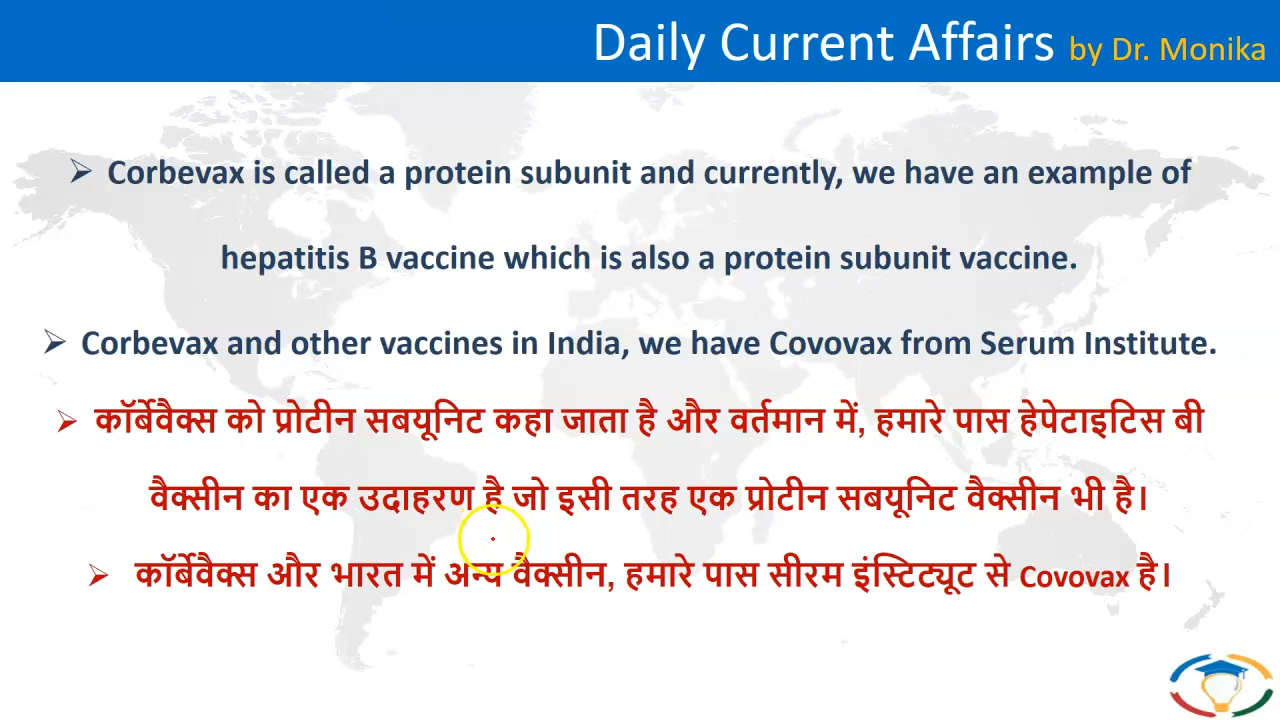 Daily Current Affairs by Dr. Monika
➢ Corbevax is called a protein subunit and currently, we have an example of
hepatitis B vaccine which is also a protein subunit vaccine.
➢ Corbevax and other vaccines in India, we have Covovax from Serum Institute.
➢ कॉर्बेवैक्स को प्रोटीन सबयूनिट कहा जाता है और वर्तमान में, हमारे पास हेपेटाइटिस बी
वैक्सीन का एक उदाहरण है जो इसी तरह एक प्रोटीन सबयूनिट वैक्सीन भी है।
➢ कॉर्बेवैक्स और भारत में अन्य वैक्सीन, हमारे पास सीरम इंस्टिट्यूट से Covovax है।